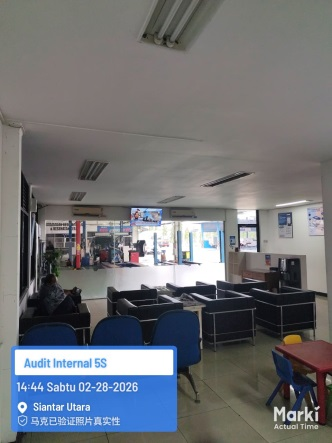 Audit Internal 5S
14:44 Sabtu 02-28-2026
Siantar Utara
马克已验证照片真实性
Marki
Actual Time